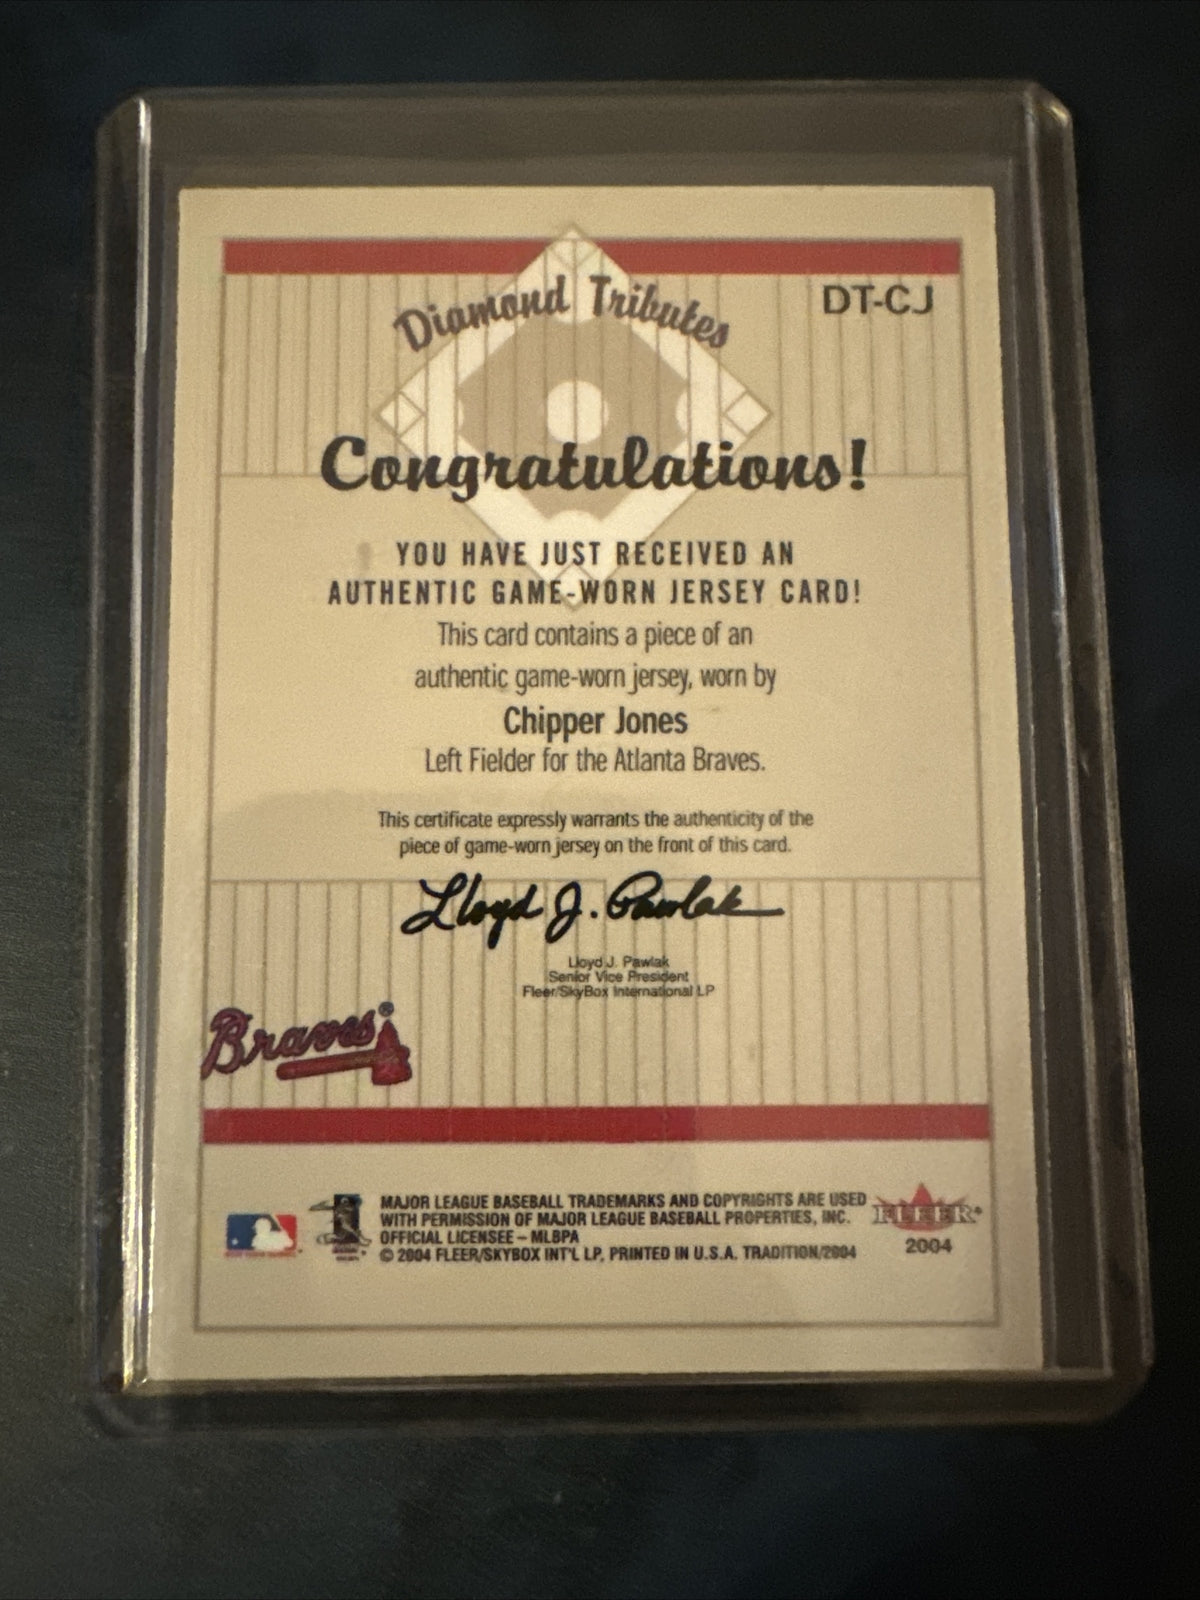 Diamond Tributes
DT-CJ
Congratulations!
YOU HAVE JUST RECEIVED AN
AUTHENTIC GAME-WORN JERSEY CARD!
This card contains a piece of an
authentic game-worn jersey, worn by
Chipper Jones
Left Fielder for the Atlanta Braves.
This certificate expressly warrants the authenticity of the
piece of game-worn jersey on the front of this card.
Lloyd J. Pawlak
Lloyd J. Pawlak
Senior Vice President
Fleer/SkyBox International LP
Braves®
MAJOR LEAGUE BASEBALL TRADEMARKS AND COPYRIGHTS ARE USED
WITH PERMISSION OF MAJOR LEAGUE BASEBALL PROPERTIES, INC.
OFFICIAL LICENSEE – MLBPA
© 2004 FLEER/SKYBOX INT'L LP, PRINTED IN U.S.A. TRADITION/2004
FLEER®
2004